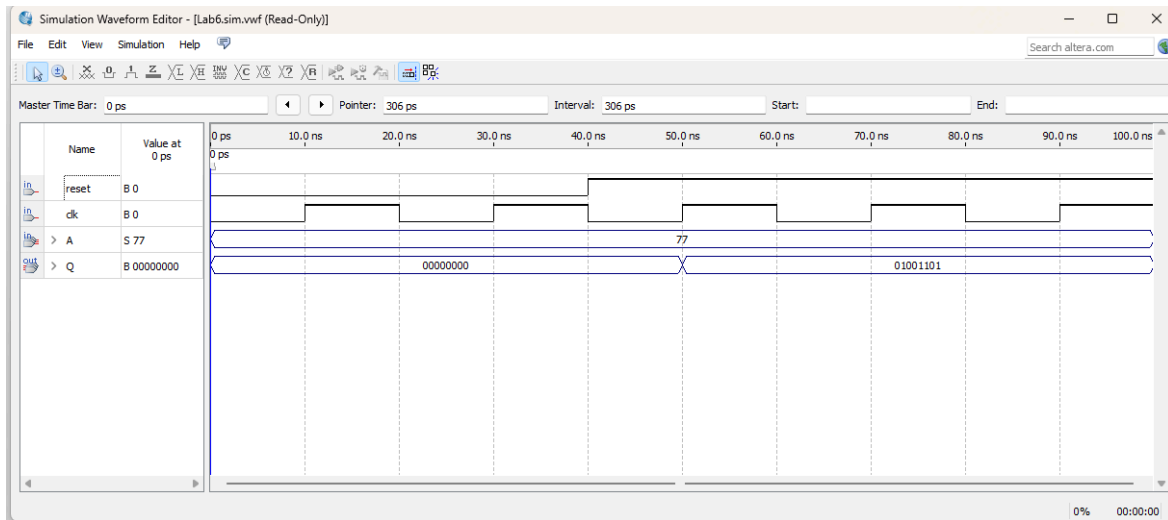 Simulation Waveform Editor - [Lab6.sim.vwf (Read-Only)]
File Edit View Simulation Help
Search altera.com
Master Time Bar: 0 ps Pointer: 306 ps Interval: 306 ps Start: End:
Name Value at 0 ps
0 ps 10.0 ns 20.0 ns 30.0 ns 40.0 ns 50.0 ns 60.0 ns 70.0 ns 80.0 ns 90.0 ns 100.0 ns
0 ps
in reset B 0
in clk B 0
in A S 77 77
out Q B 00000000 00000000 01001101
0% 00:00:00